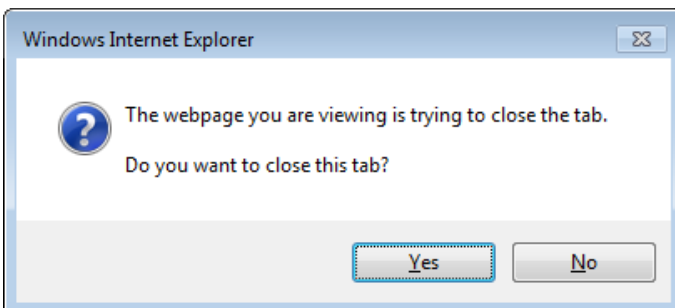 Windows Internet Explorer
The webpage you are viewing is trying to close the tab.
Do you want to close this tab?
Yes
No